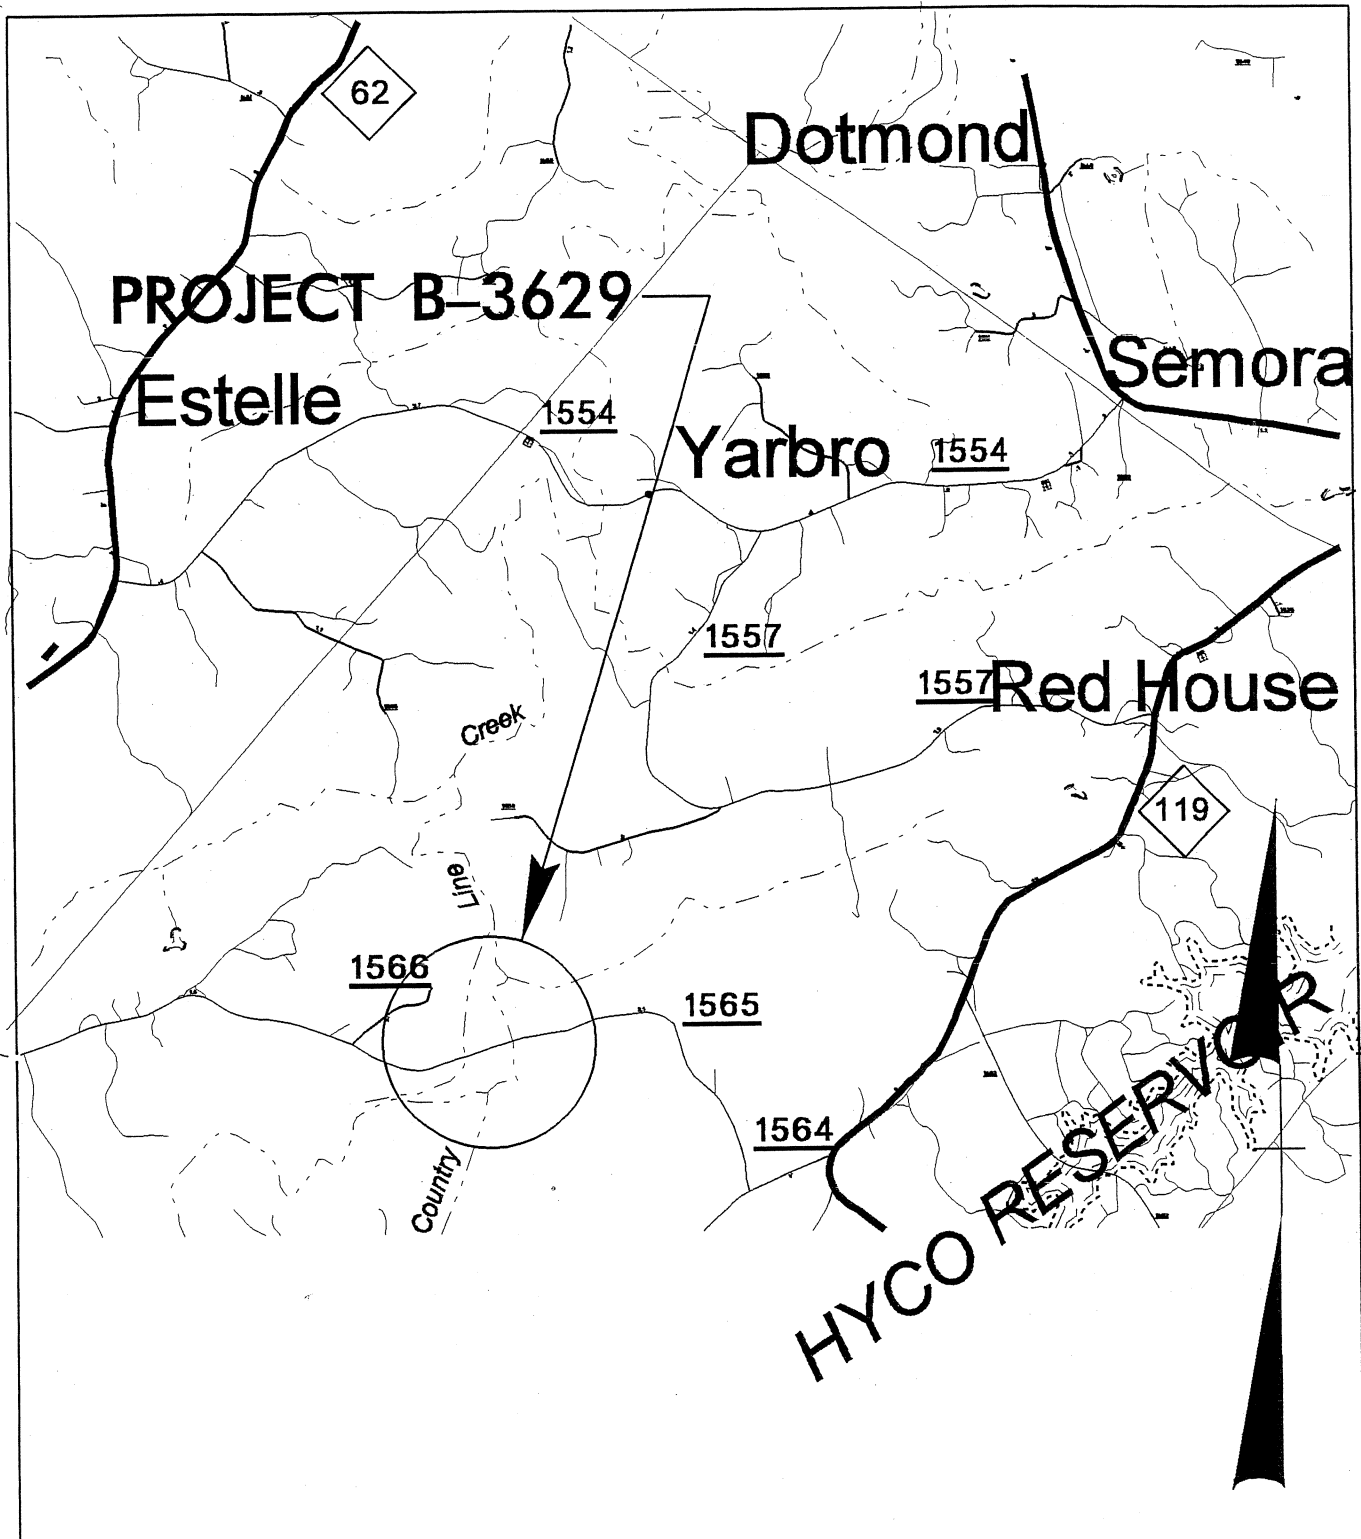 62
Dotmond
PROJECT B–3629
Semora
Estelle
1554
Yarbro
1554
1557
1557
Red House
Creek
119
Line
1566
1565
1564
Country
HYCO RESERVOIR